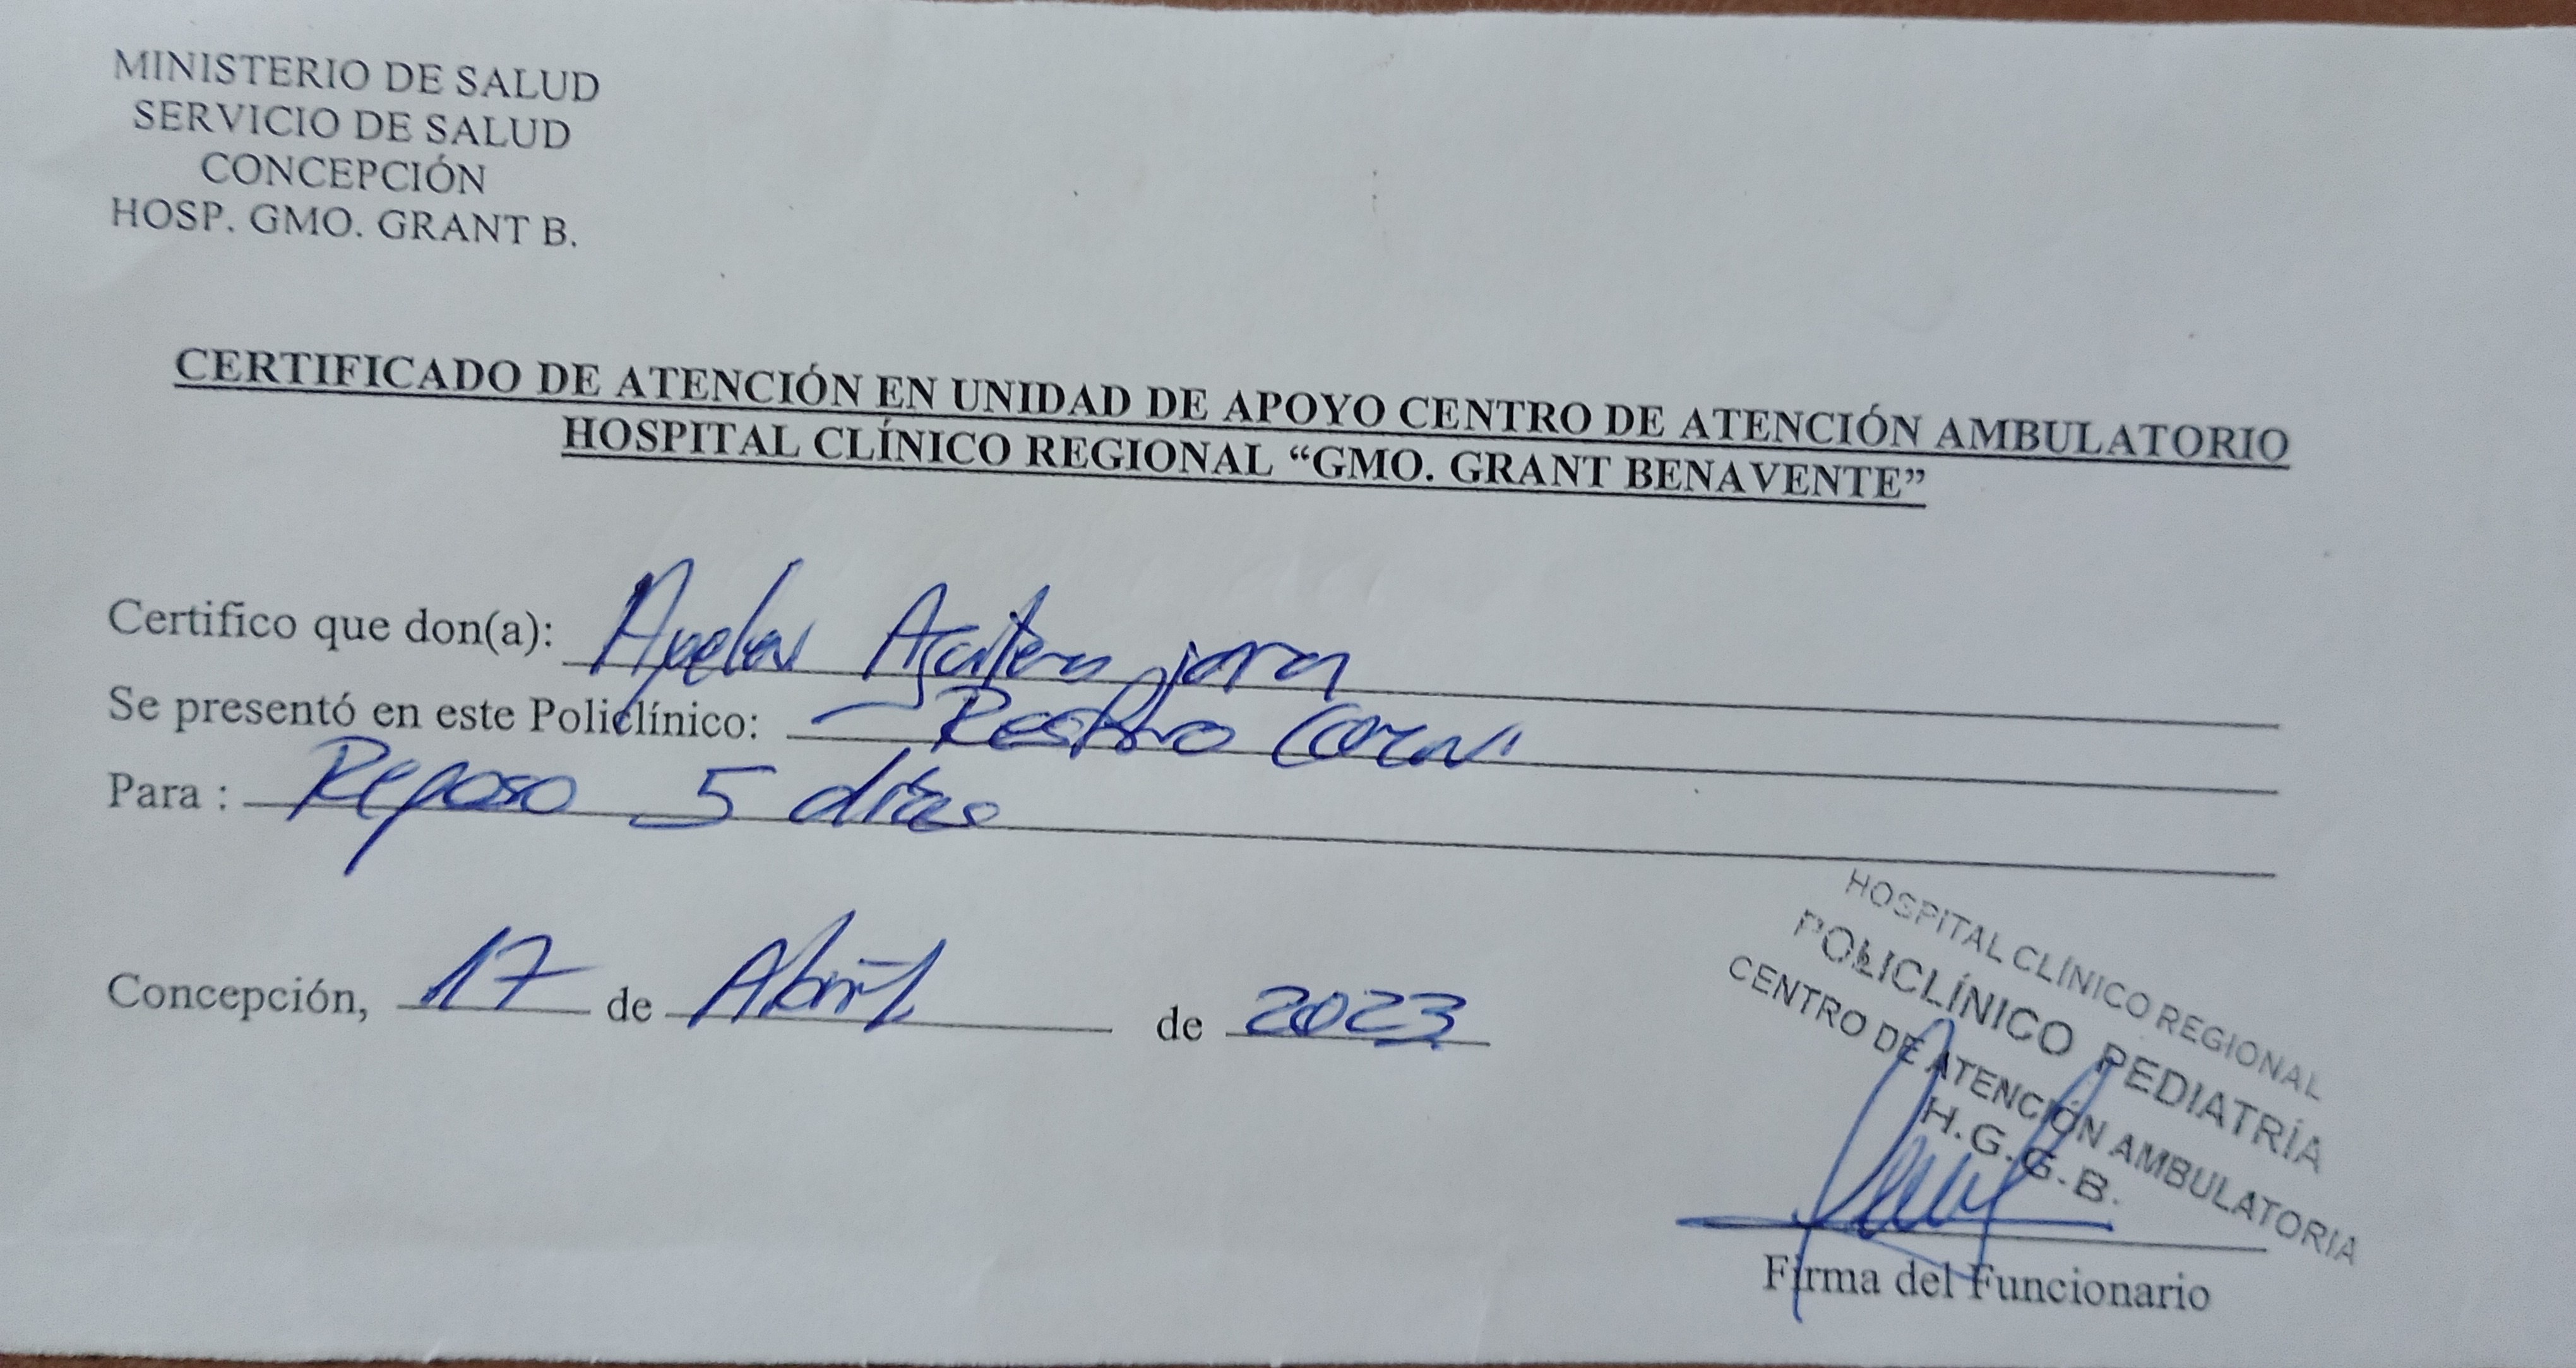 MINISTERIO DE SALUD
SERVICIO DE SALUD
CONCEPCIÓN
HOSP. GMO. GRANT B.
CERTIFICADO DE ATENCIÓN EN UNIDAD DE APOYO CENTRO DE ATENCIÓN AMBULATORIO
HOSPITAL CLÍNICO REGIONAL “GMO. GRANT BENAVENTE”
Certifico que don(a): Aguilera jara
Se presentó en este Policlínico:
Para : Reposo 5 días
Concepción, 17 de Abril de 2023
HOSPITAL CLÍNICO REGIONAL
POLICLÍNICO PEDIATRÍA
CENTRO DE ATENCIÓN AMBULATORIA
H.G.G.B.
Firma del Funcionario